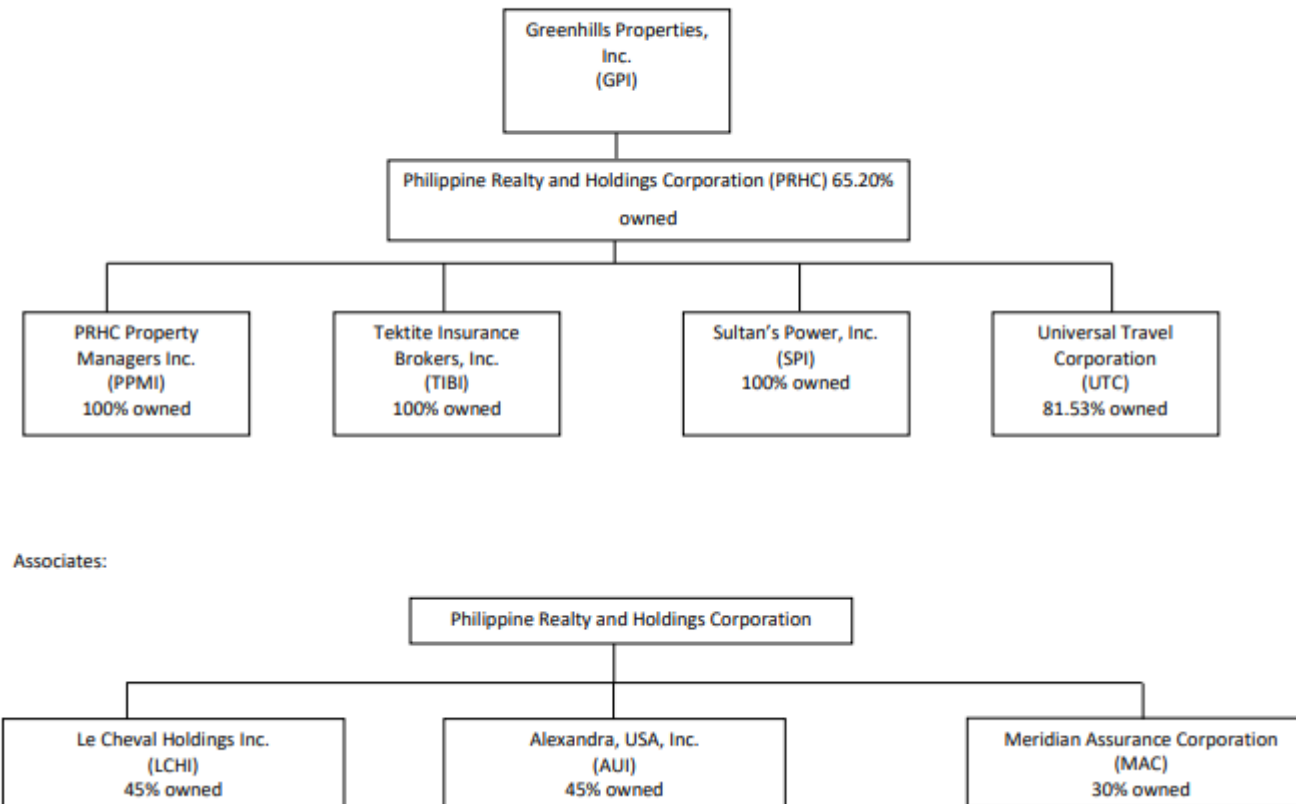 Greenhills Properties,
Inc.
(GPI)
Philippine Realty and Holdings Corporation (PRHC) 65.20%
owned
PRHC Property
Managers Inc.
(PPMI)
100% owned
Tektite Insurance
Brokers, Inc.
(TIBI)
100% owned
Sultan's Power, Inc.
(SPI)
100% owned
Universal Travel
Corporation
(UTC)
81.53% owned
Associates:
Philippine Realty and Holdings Corporation
Le Cheval Holdings Inc.
(LCHI)
45% owned
Alexandra, USA, Inc.
(AUI)
45% owned
Meridian Assurance Corporation
(MAC)
30% owned